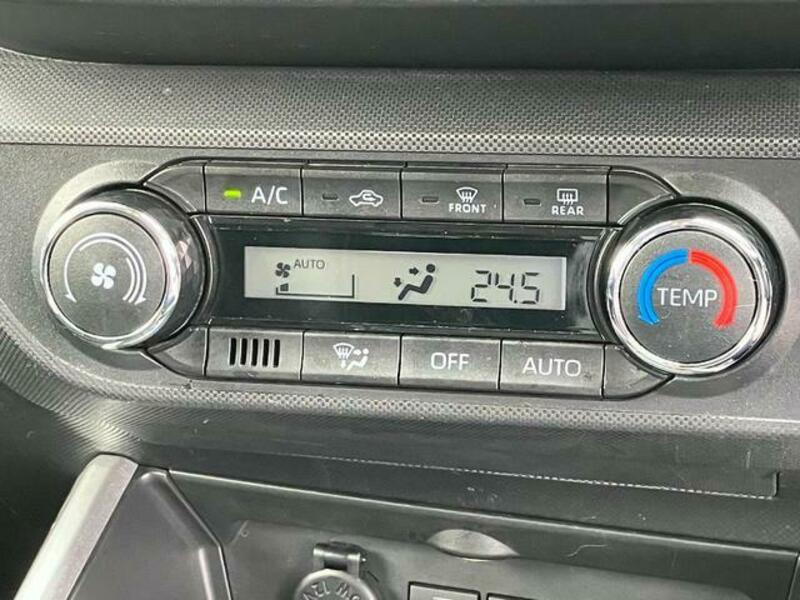 A/C
FRONT
REAR
AUTO
24.5
TEMP
OFF
AUTO